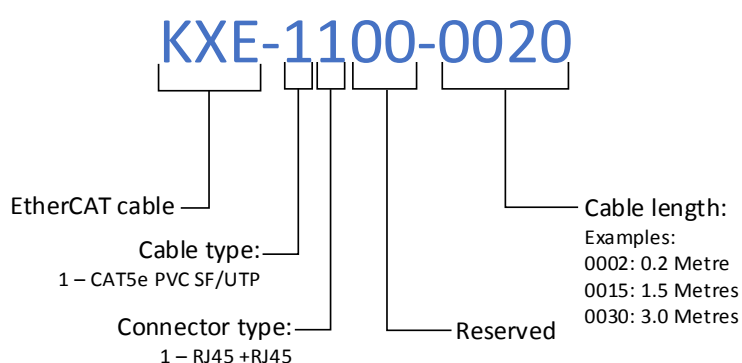 KXE-1100-0020
EtherCAT cable
Cable type:
1 – CAT5e PVC SF/UTP
Connector type:
1 – RJ45 +RJ45
Reserved
Cable length:
Examples:
0002: 0.2 Metre
0015: 1.5 Metres
0030: 3.0 Metres